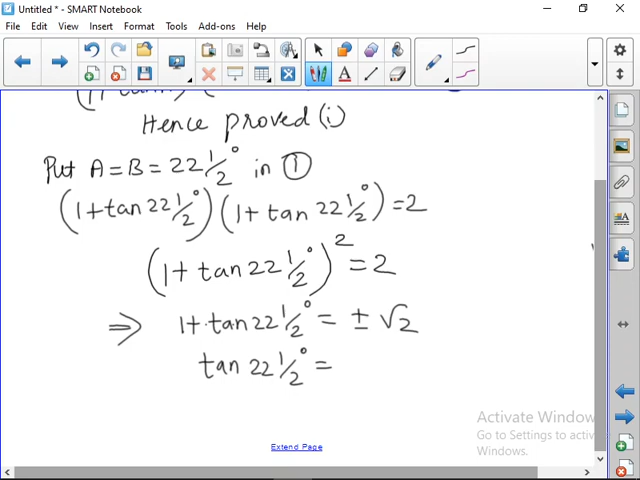 Untitled * - SMART Notebook
File Edit View Insert Format Tools Add-ons Help
Hence proved (i)
Put A = B = 22 1/2° in ①
(1 + tan 22 1/2°) (1 + tan 22 1/2°) = 2
(1 + tan 22 1/2°)² = 2
⇒ 1 + tan 22 1/2° = ± √2
tan 22 1/2° =
Activate Window
Go to Settings to activ
Windows.
Extend Page